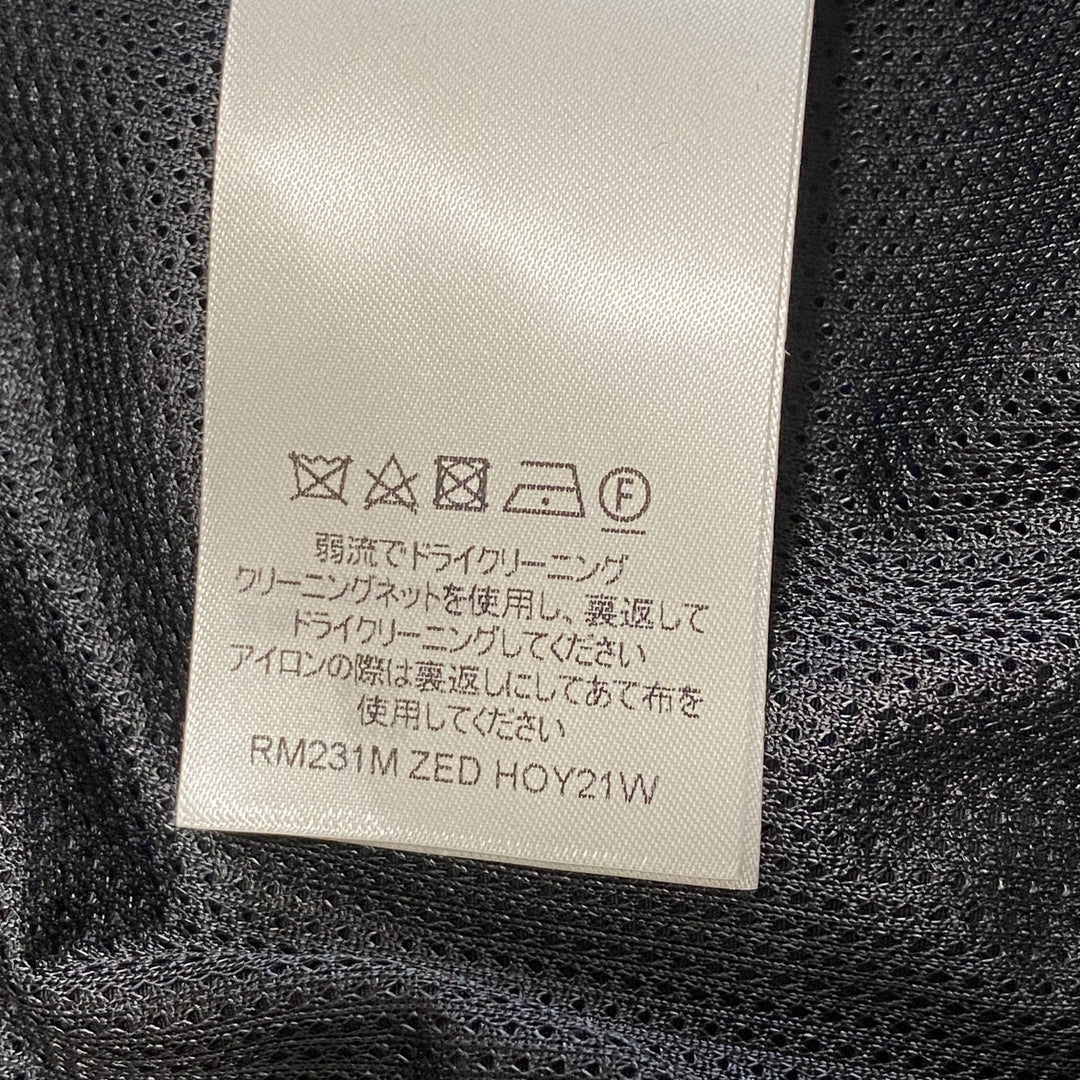 F
弱流でドライクリーニング
クリーニングネットを使用し、裏返して
ドライクリーニングしてください
アイロンの際は裏返しにしてあて布を
使用してください
RM231M ZED HOY21W